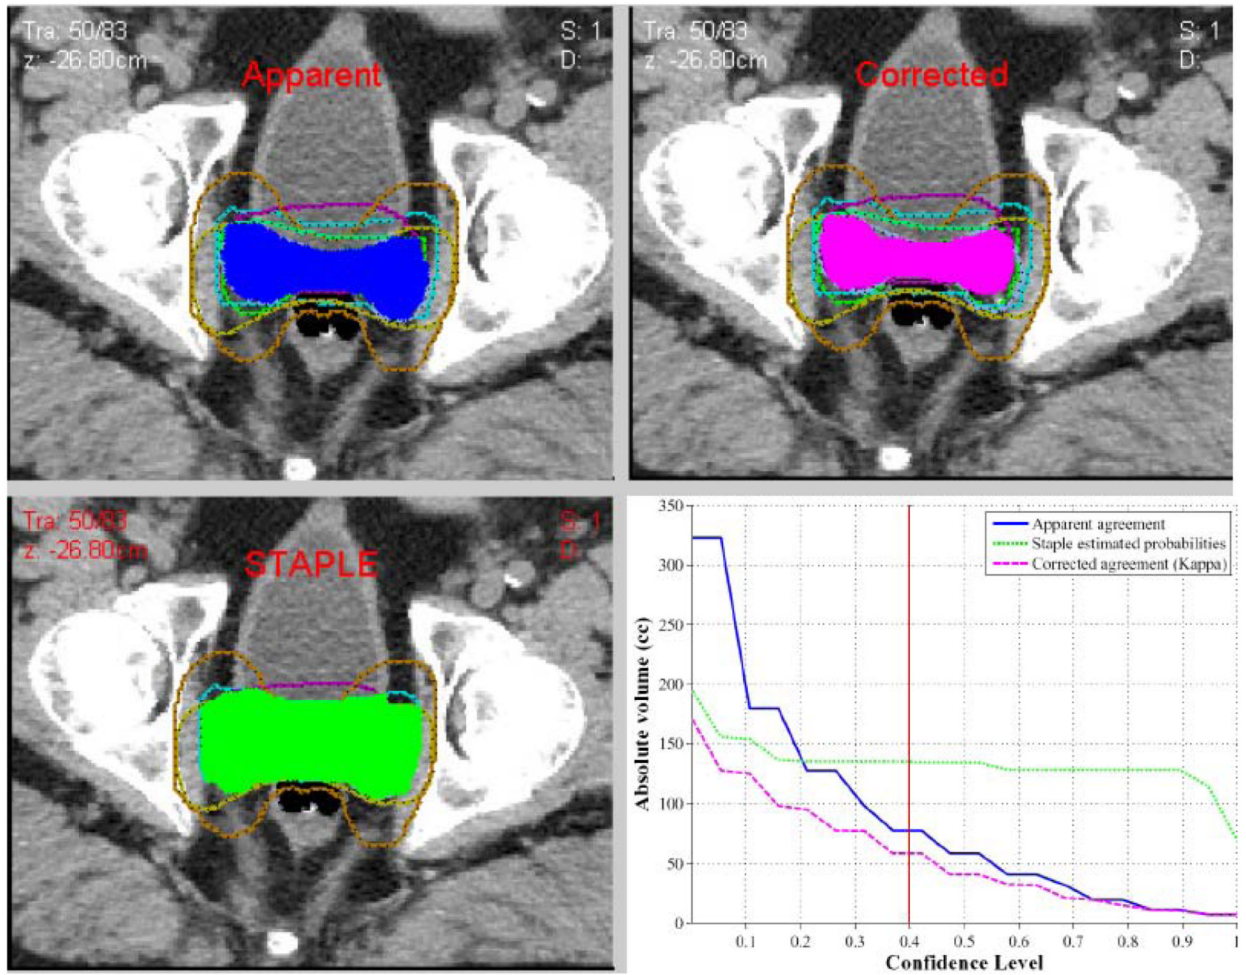 Tra: 50/83
S: 1
z: -26.80cm
D:
Apparent
Tra: 50/83
S: 1
z: -26.80cm
D:
Corrected
Tra: 50/83
S: 1
z: -26.80cm
D:
STAPLE
350
300
250
200
150
100
50
0
Absolute volume (cc)
Apparent agreement
Staple estimated probabilities
Corrected agreement (Kappa)
0.1 0.2 0.3 0.4 0.5 0.6 0.7 0.8 0.9 1
Confidence Level